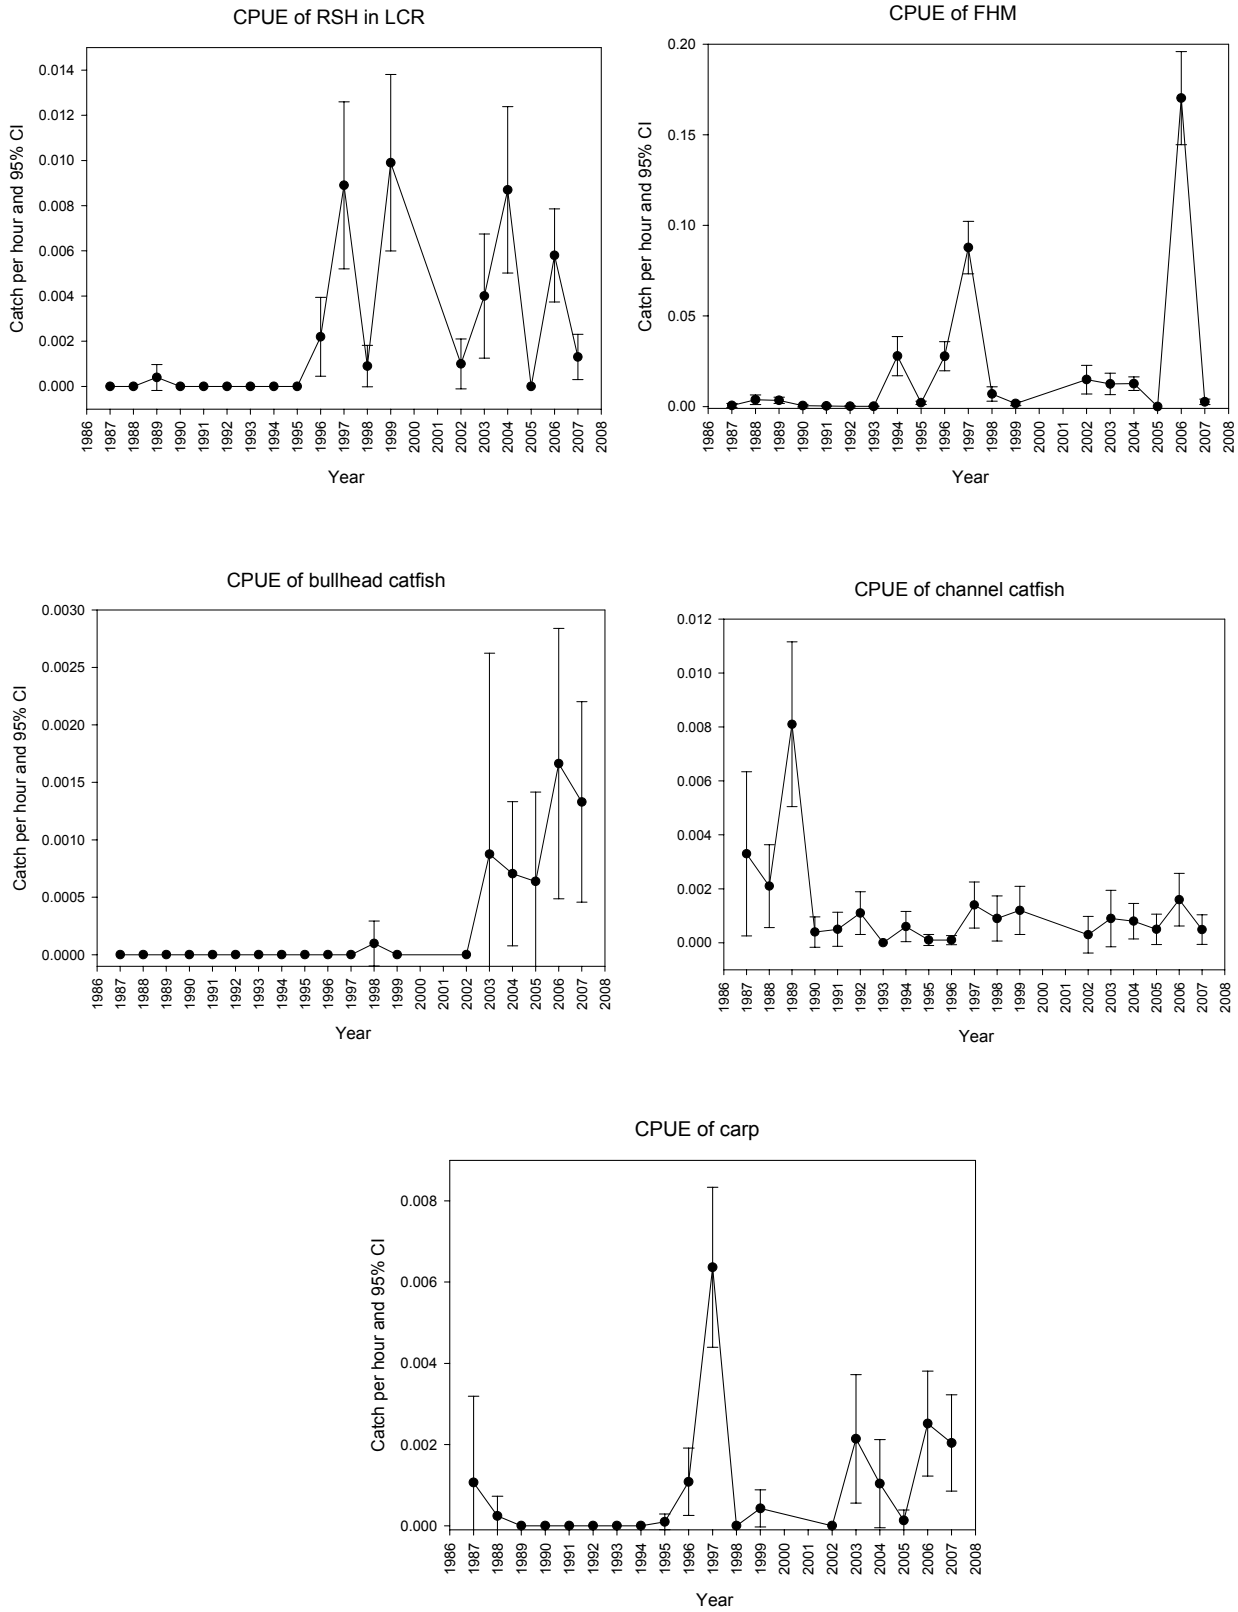 CPUE of RSH in LCR
Catch per hour and 95% CI
0.014
0.012
0.010
0.008
0.006
0.004
0.002
0.000
1986 1987 1988 1989 1990 1991 1992 1993 1994 1995 1996 1997 1998 1999 2000 2001 2002 2003 2004 2005 2006 2007 2008
Year
CPUE of FHM
Catch per hour and 95% CI
0.20
0.15
0.10
0.05
0.00
1986 1987 1988 1989 1990 1991 1992 1993 1994 1995 1996 1997 1998 1999 2000 2001 2002 2003 2004 2005 2006 2007 2008
Year
CPUE of bullhead catfish
Catch per hour and 95% CI
0.0030
0.0025
0.0020
0.0015
0.0010
0.0005
0.0000
1986 1987 1988 1989 1990 1991 1992 1993 1994 1995 1996 1997 1998 1999 2000 2001 2002 2003 2004 2005 2006 2007 2008
Year
CPUE of channel catfish
0.012
0.010
0.008
0.006
0.004
0.002
0.000
1986 1987 1988 1989 1990 1991 1992 1993 1994 1995 1996 1997 1998 1999 2000 2001 2002 2003 2004 2005 2006 2007 2008
Year
CPUE of carp
Catch per hour and 95% CI
0.008
0.006
0.004
0.002
0.000
1986 1987 1988 1989 1990 1991 1992 1993 1994 1995 1996 1997 1998 1999 2000 2001 2002 2003 2004 2005 2006 2007 2008
Year